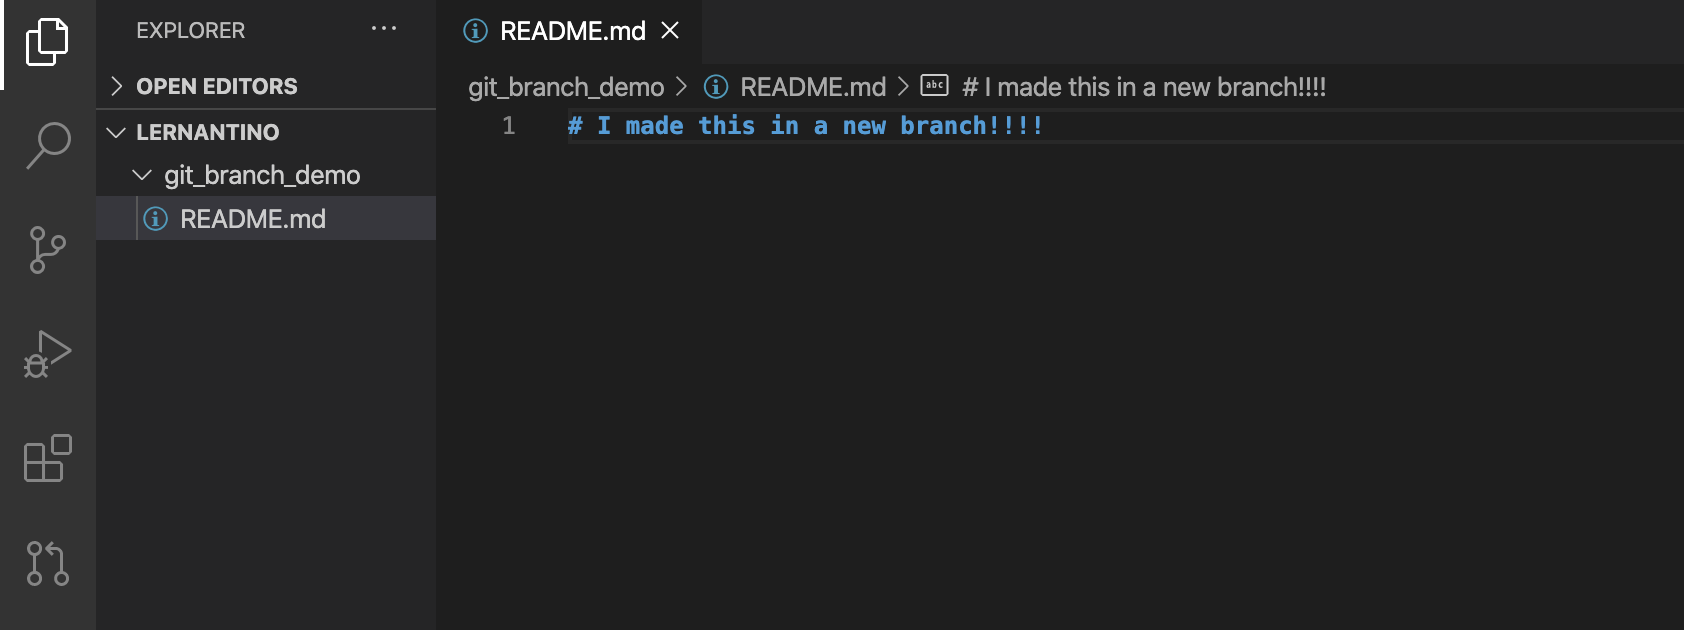 EXPLORER ...
OPEN EDITORS
LERNANTINO
git_branch_demo
README.md
README.md
git_branch_demo > README.md > abc # I made this in a new branch!!!!
1 # I made this in a new branch!!!!